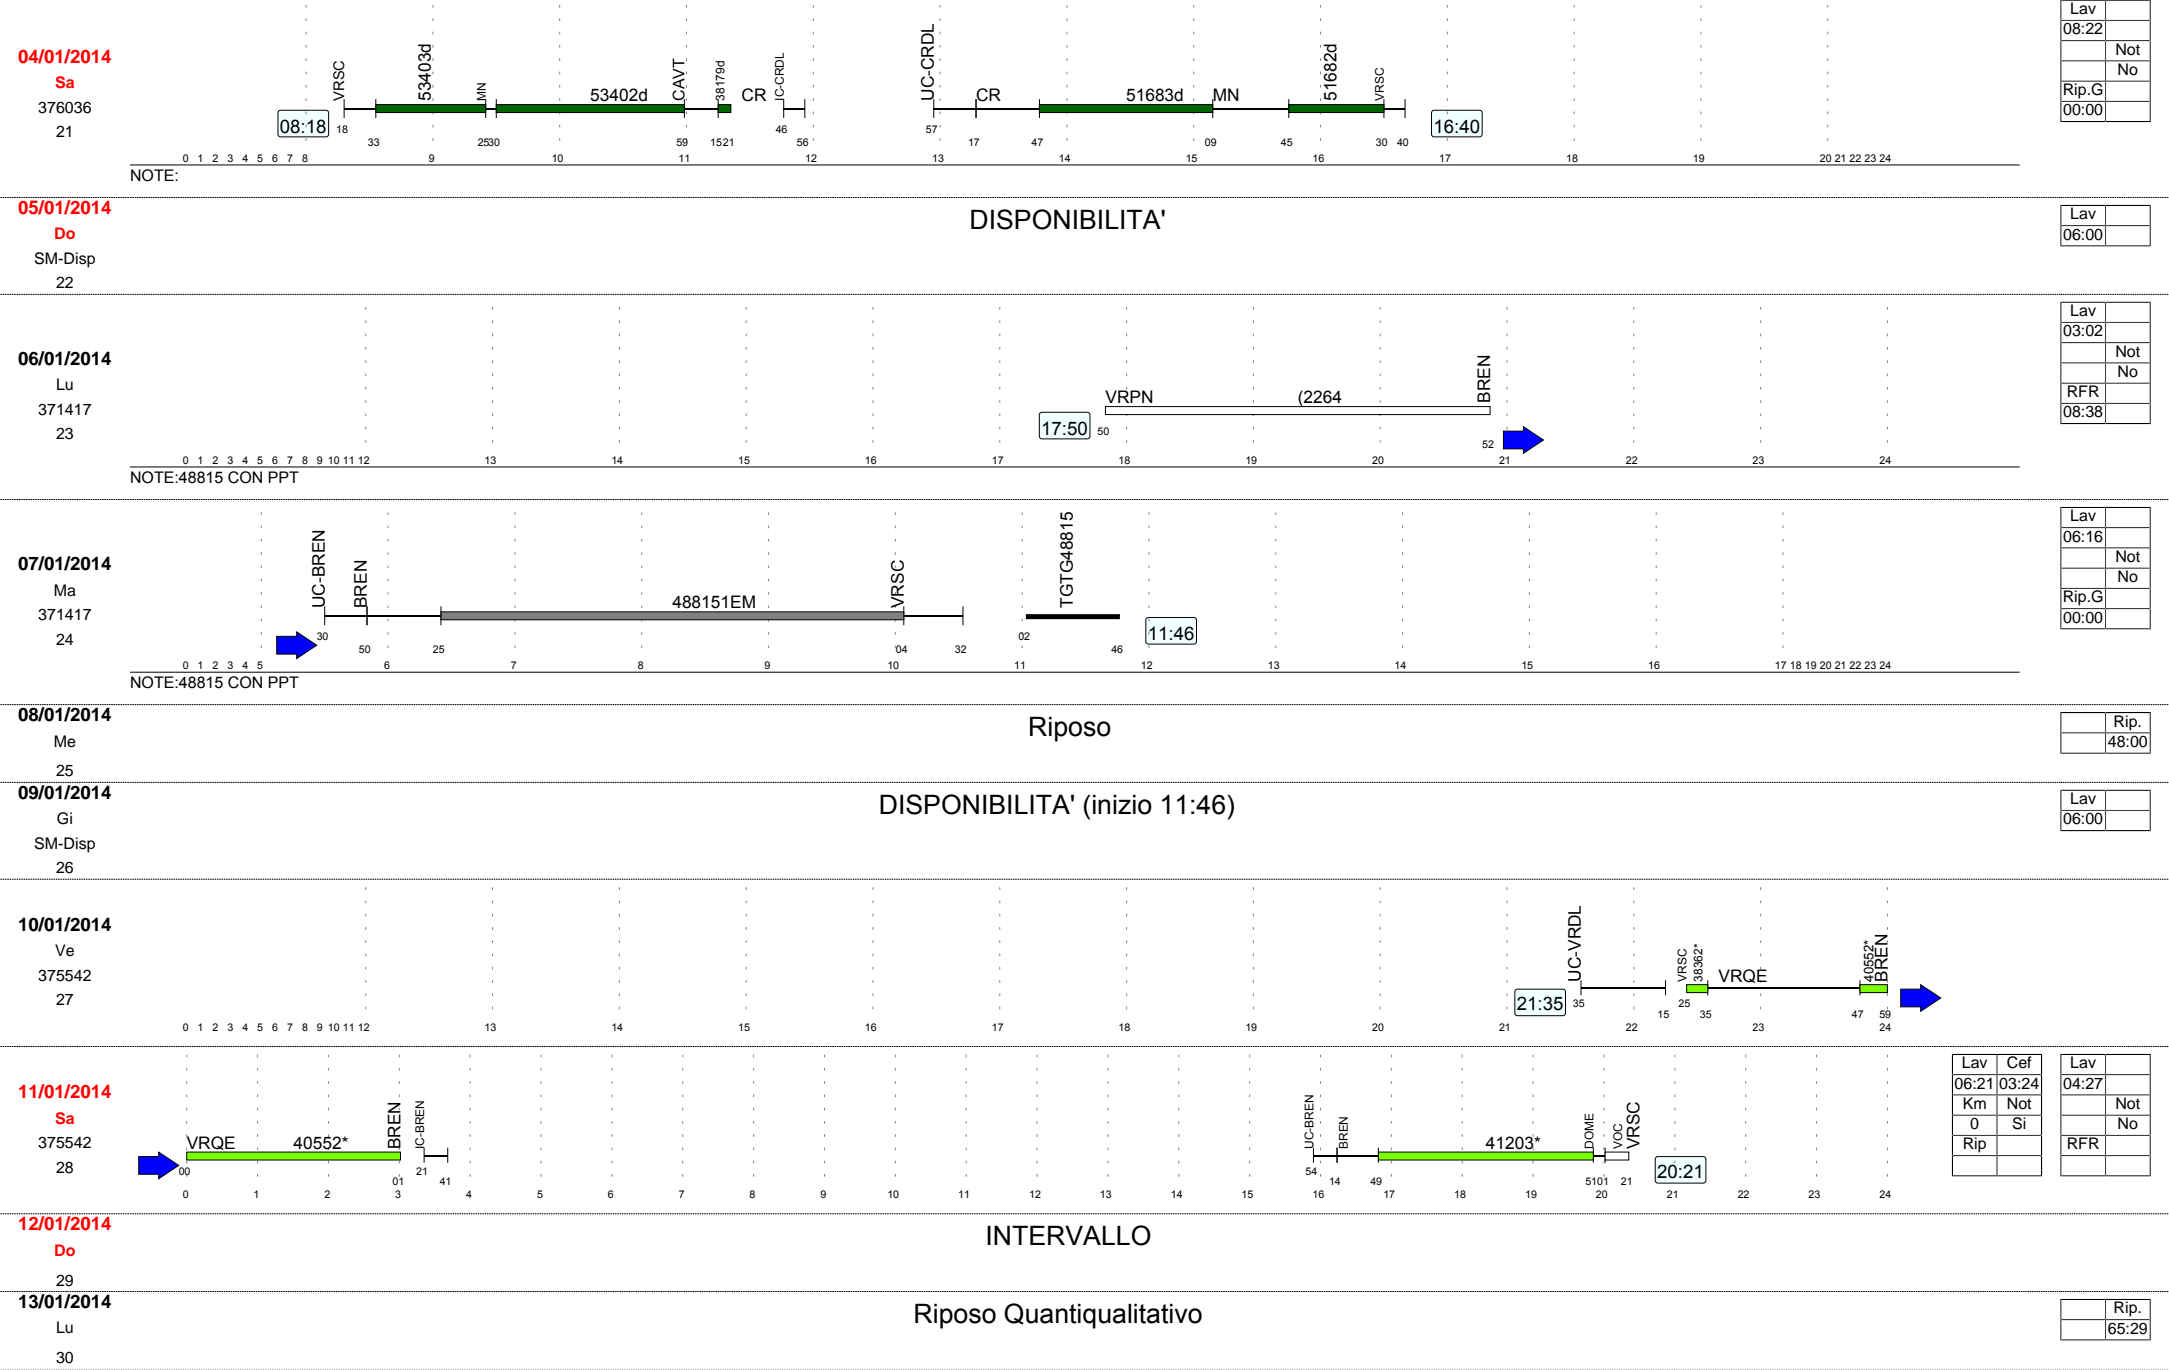 04/01/2014
Sa
376036
21
08:18
VRSC
53403d
MN
53402d
CAVT
38179d
CR
IC-CRDL
UC-CRDL
CR
51683d
MN
51682d
VRSC
16:40
18 33 2530 59 1521 46 56 57 17 47 09 45 30 40
0 1 2 3 4 5 6 7 8 9 10 11 12 13 14 15 16 17 18 19 20 21 22 23 24
NOTE:
Lav
08:22
Not
No
Rip.G
00:00
05/01/2014
Do
SM-Disp
22
DISPONIBILITA'
Lav
06:00
06/01/2014
Lu
371417
23
17:50
VRPN
(2264
BREN
50 52
0 1 2 3 4 5 6 7 8 9 10 11 12 13 14 15 16 17 18 19 20 21 22 23 24
NOTE:48815 CON PPT
Lav
03:02
Not
No
RFR
08:38
07/01/2014
Ma
371417
24
UC-BREN
BREN
488151EM
VRSC
TGTG48815
11:46
30 50 25 04 32 02 46
0 1 2 3 4 5 6 7 8 9 10 11 12 13 14 15 16 17 18 19 20 21 22 23 24
NOTE:48815 CON PPT
Lav
06:16
Not
No
Rip.G
00:00
08/01/2014
Me
25
Riposo
Rip.
48:00
09/01/2014
Gi
SM-Disp
26
DISPONIBILITA' (inizio 11:46)
Lav
06:00
10/01/2014
Ve
375542
27
21:35
UC-VRDL
VRSC
38362*
VRQE
40552*
BREN
35 15 25 35 47 59
0 1 2 3 4 5 6 7 8 9 10 11 12 13 14 15 16 17 18 19 20 21 22 23 24
11/01/2014
Sa
375542
28
VRQE
40552*
BREN
IC-BREN
UC-BREN
BREN
41203*
DOME
VOC
VRSC
20:21
00 01 21 41 54 14 49 5101 21
0 1 2 3 4 5 6 7 8 9 10 11 12 13 14 15 16 17 18 19 20 21 22 23 24
Lav Cef
06:21 03:24
Km Not
0 Si
Rip
Lav
04:27
Not
No
RFR
12/01/2014
Do
29
INTERVALLO
13/01/2014
Lu
30
Riposo Quantiqualitativo
Rip.
65:29